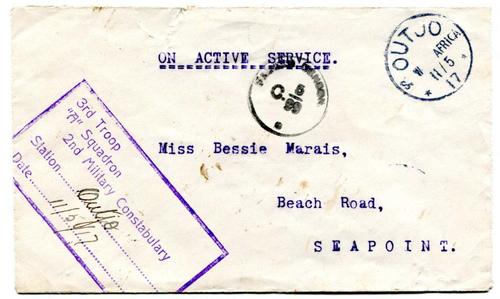 ON ACTIVE SERVICE.
OUTJO
S. W. AFRICA
11/5
17
3rd Troop
"A" Squadron
2nd Military Constabulary
Station Outjo
Date 11/5/17
Miss Bessie Marais,
Beach Road,
SEAPOINT.